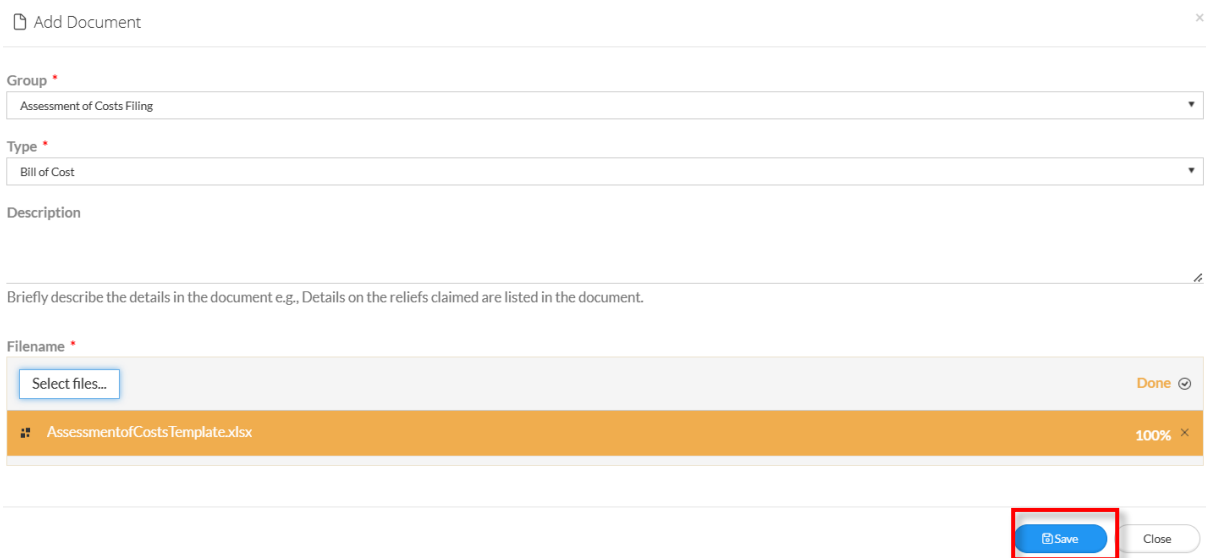 Add Document
×
Group *
Assessment of Costs Filing
Type *
Bill of Cost
Description
Briefly describe the details in the document e.g., Details on the reliefs claimed are listed in the document.
Filename *
Select files...
Done
AssessmentofCostsTemplate.xlsx
100% ×
Save
Close